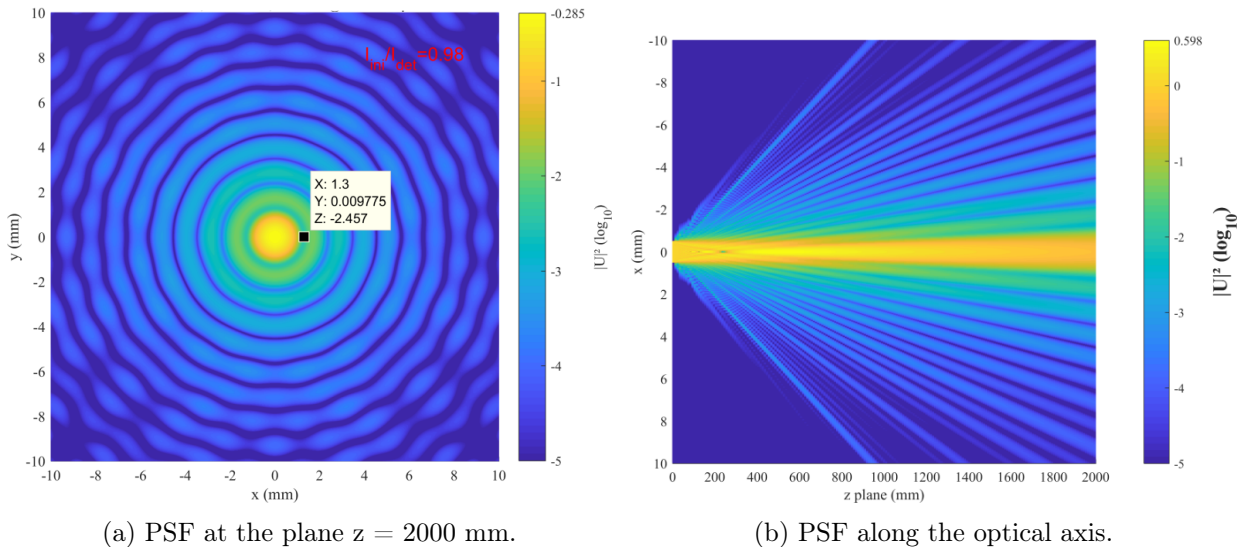 10
8
6
4
2
0
-2
-4
-6
-8
-10
y (mm)
-10 -8 -6 -4 -2 0 2 4 6 8 10
x (mm)
I_ini/I_det=0.98
X: 1.3
Y: 0.009775
Z: -2.457
-0.285
-1
-2
-3
-4
-5
|U|² (log10)
(a) PSF at the plane z = 2000 mm.
-10
-8
-6
-4
-2
0
2
4
6
8
10
x (mm)
0 200 400 600 800 1000 1200 1400 1600 1800 2000
z plane (mm)
0.598
0
-1
-2
-3
-4
-5
|U|² (log10)
(b) PSF along the optical axis.